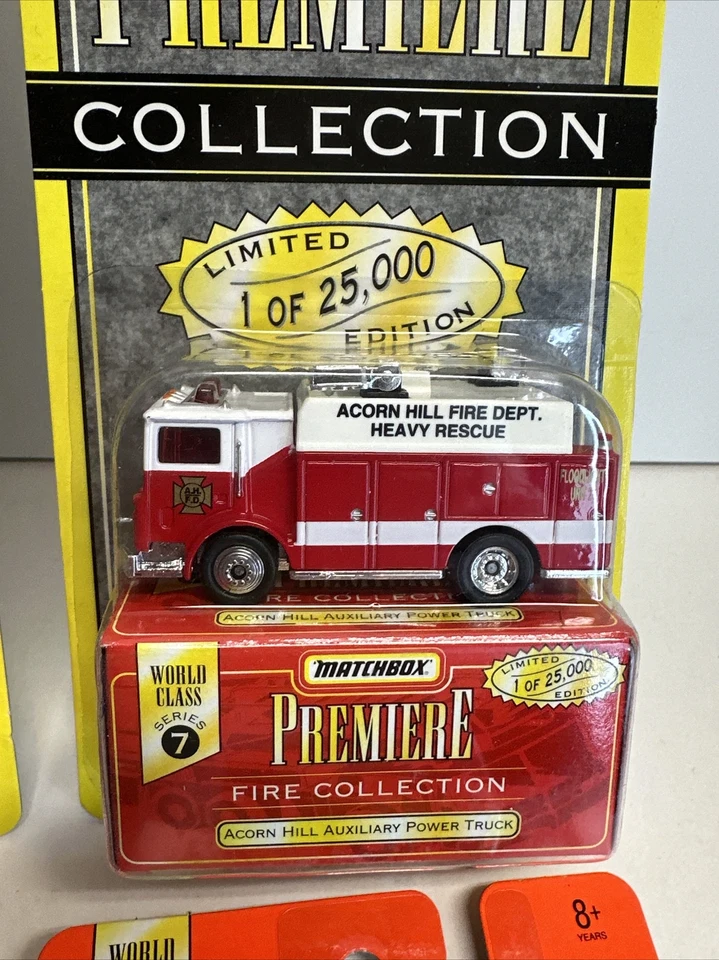 PREMIERE
COLLECTION
LIMITED
1 OF 25,000
EDITION
ACORN HILL FIRE DEPT.
HEAVY RESCUE
A.H.
F.D
FIRE COLLECTION
ACORN HILL AUXILIARY POWER TRUCK
WORLD
CLASS
SERIES
7
MATCHBOX
PREMIERE
FIRE COLLECTION
ACORN HILL AUXILIARY POWER TRUCK
LIMITED
1 OF 25,000
EDITION
WORLD
8+
YEARS